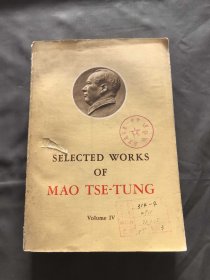 SELECTED WORKS
OF
MAO TSE-TUNG
Volume IV